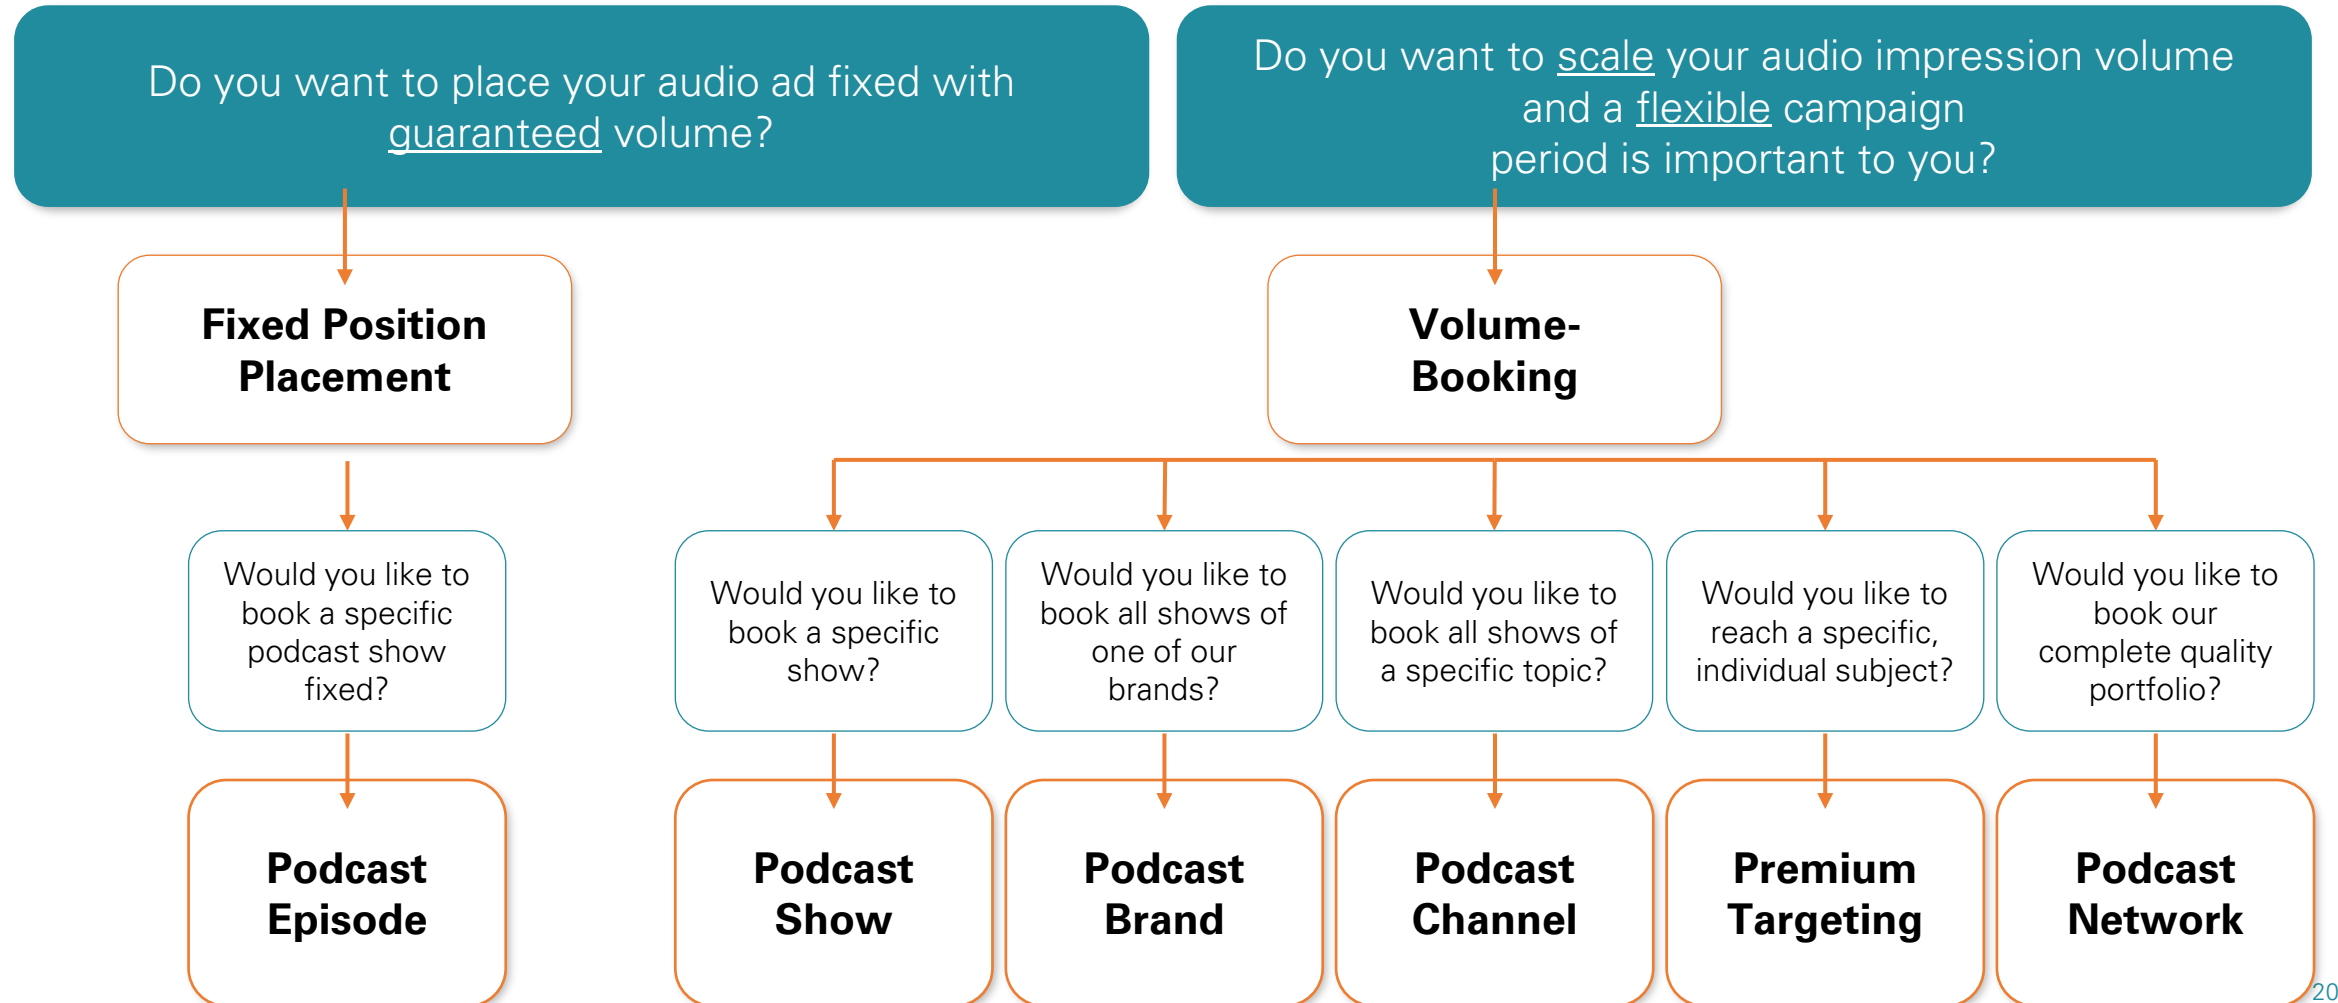 Do you want to place your audio ad fixed with
guaranteed volume?
Do you want to scale your audio impression volume
and a flexible campaign
period is important to you?
Fixed Position
Placement
Volume-
Booking
Would you like to
book a specific
podcast show
fixed?
Would you like to
book a specific
show?
Would you like to
book all shows of
one of our
brands?
Would you like to
book all shows of
a specific topic?
Would you like to
reach a specific,
individual subject?
Would you like to
book our
complete quality
portfolio?
Podcast
Episode
Podcast
Show
Podcast
Brand
Podcast
Channel
Premium
Targeting
Podcast
Network
20